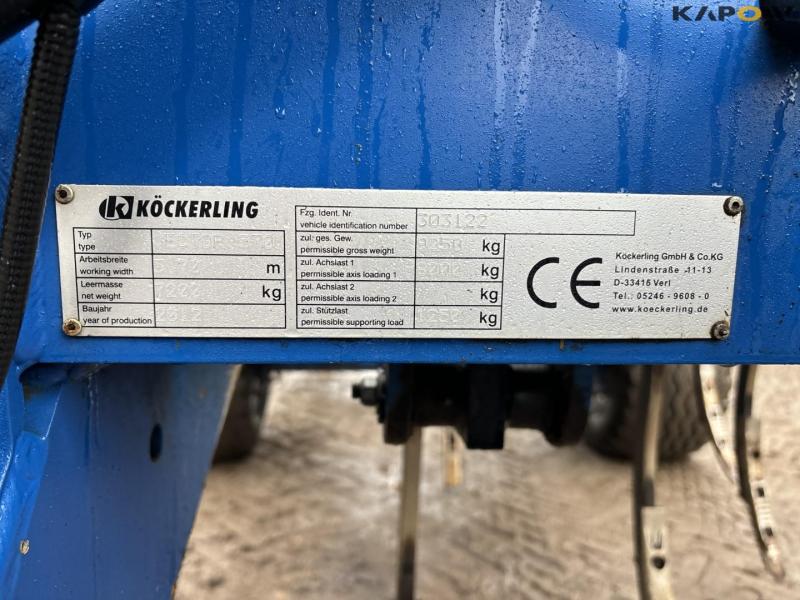 KAPOW
KÖCKERLING
Typ
type
Arbeitsbreite
working width m
Leermasse
net weight kg
Baujahr
year of production 2012
Fzg. Ident. Nr.
vehicle identification number 303122
zul. ges. Gew.
permissible gross weight kg
zul. Achslast 1
permissible axis loading 1 kg
zul. Achslast 2
permissible axis loading 2 kg
zul. Stützlast
permissible supporting load kg
CE
Köckerling GmbH & Co.KG
Lindenstraße 11-13
D-33415 Verl
Tel.: 05246 - 9608 - 0
www.koeckerling.de